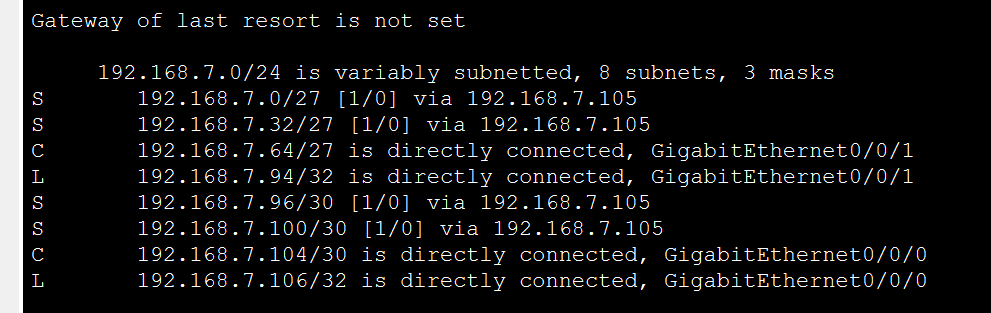 Gateway of last resort is not set
192.168.7.0/24 is variably subnetted, 8 subnets, 3 masks
S 192.168.7.0/27 [1/0] via 192.168.7.105
S 192.168.7.32/27 [1/0] via 192.168.7.105
C 192.168.7.64/27 is directly connected, GigabitEthernet0/0/1
L 192.168.7.94/32 is directly connected, GigabitEthernet0/0/1
S 192.168.7.96/30 [1/0] via 192.168.7.105
S 192.168.7.100/30 [1/0] via 192.168.7.105
C 192.168.7.104/30 is directly connected, GigabitEthernet0/0/0
L 192.168.7.106/32 is directly connected, GigabitEthernet0/0/0